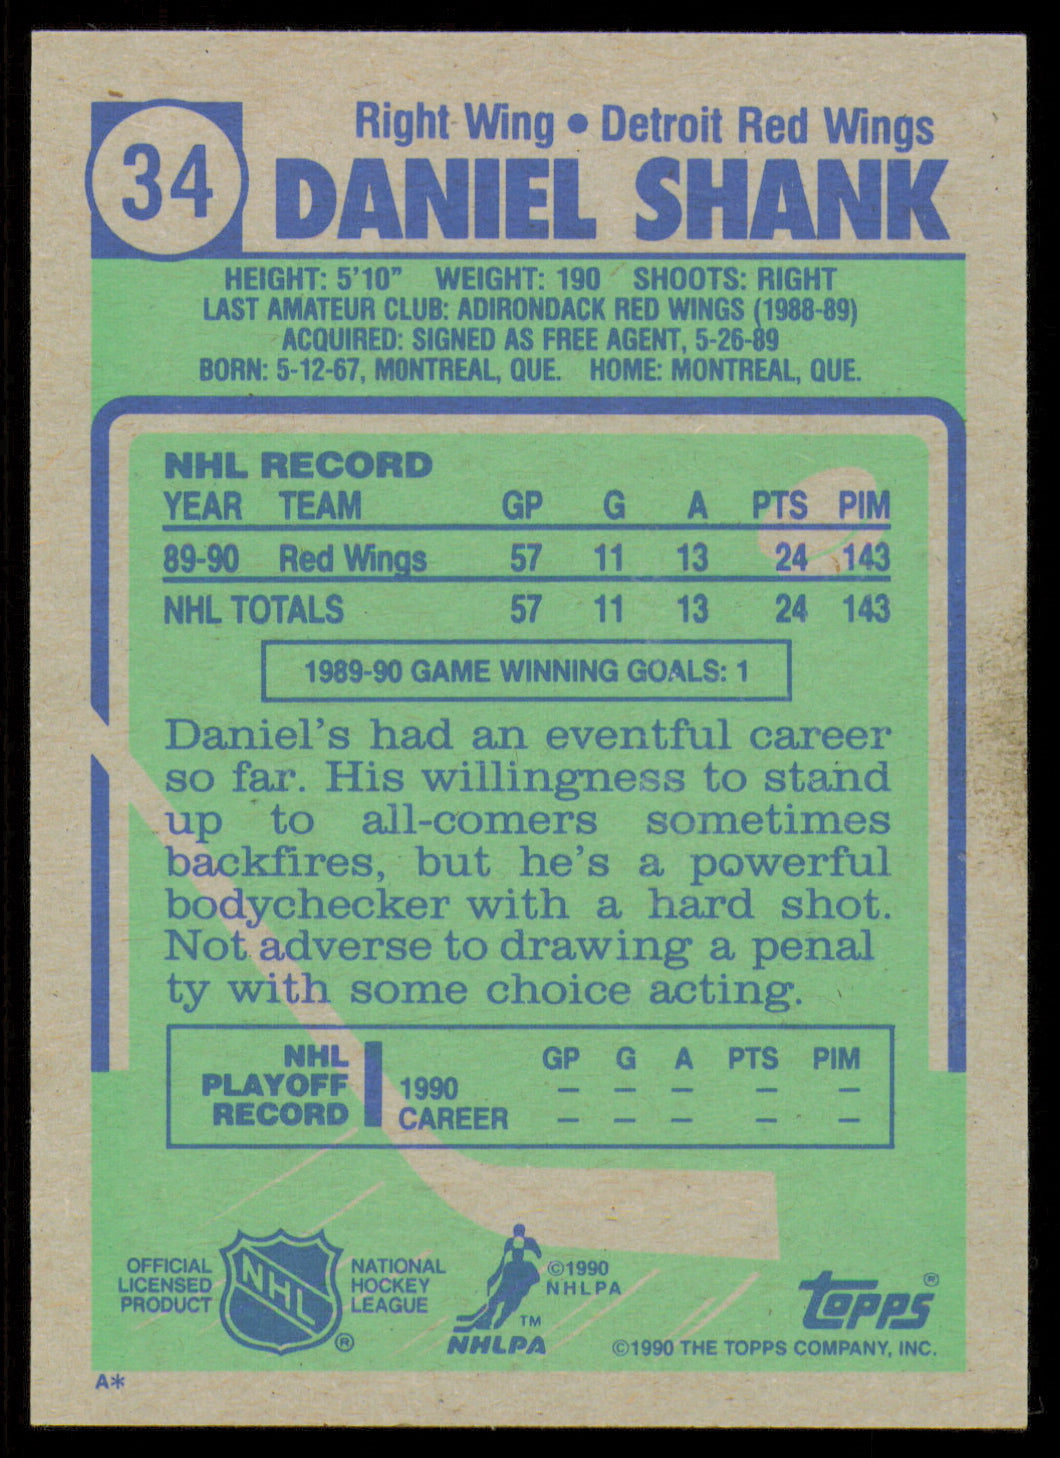 34
Right Wing • Detroit Red Wings
DANIEL SHANK
HEIGHT: 5'10" WEIGHT: 190 SHOOTS: RIGHT
LAST AMATEUR CLUB: ADIRONDACK RED WINGS (1988-89)
ACQUIRED: SIGNED AS FREE AGENT, 5-26-89
BORN: 5-12-67, MONTREAL, QUE. HOME: MONTREAL, QUE.
NHL RECORD
YEAR TEAM GP G A PTS PIM
89-90 Red Wings 57 11 13 24 143
NHL TOTALS 57 11 13 24 143
1989-90 GAME WINNING GOALS: 1
Daniel's had an eventful career
so far. His willingness to stand
up to all-comers sometimes
backfires, but he's a powerful
bodychecker with a hard shot.
Not adverse to drawing a penal
ty with some choice acting.
NHL PLAYOFF RECORD
GP G A PTS PIM
1990 – – – – –
CAREER – – – – –
OFFICIAL
LICENSED
PRODUCT
NHL
®
NATIONAL
HOCKEY
LEAGUE
©1990
NHLPA
TM
NHLPA
topps®
©1990 THE TOPPS COMPANY, INC.
A*